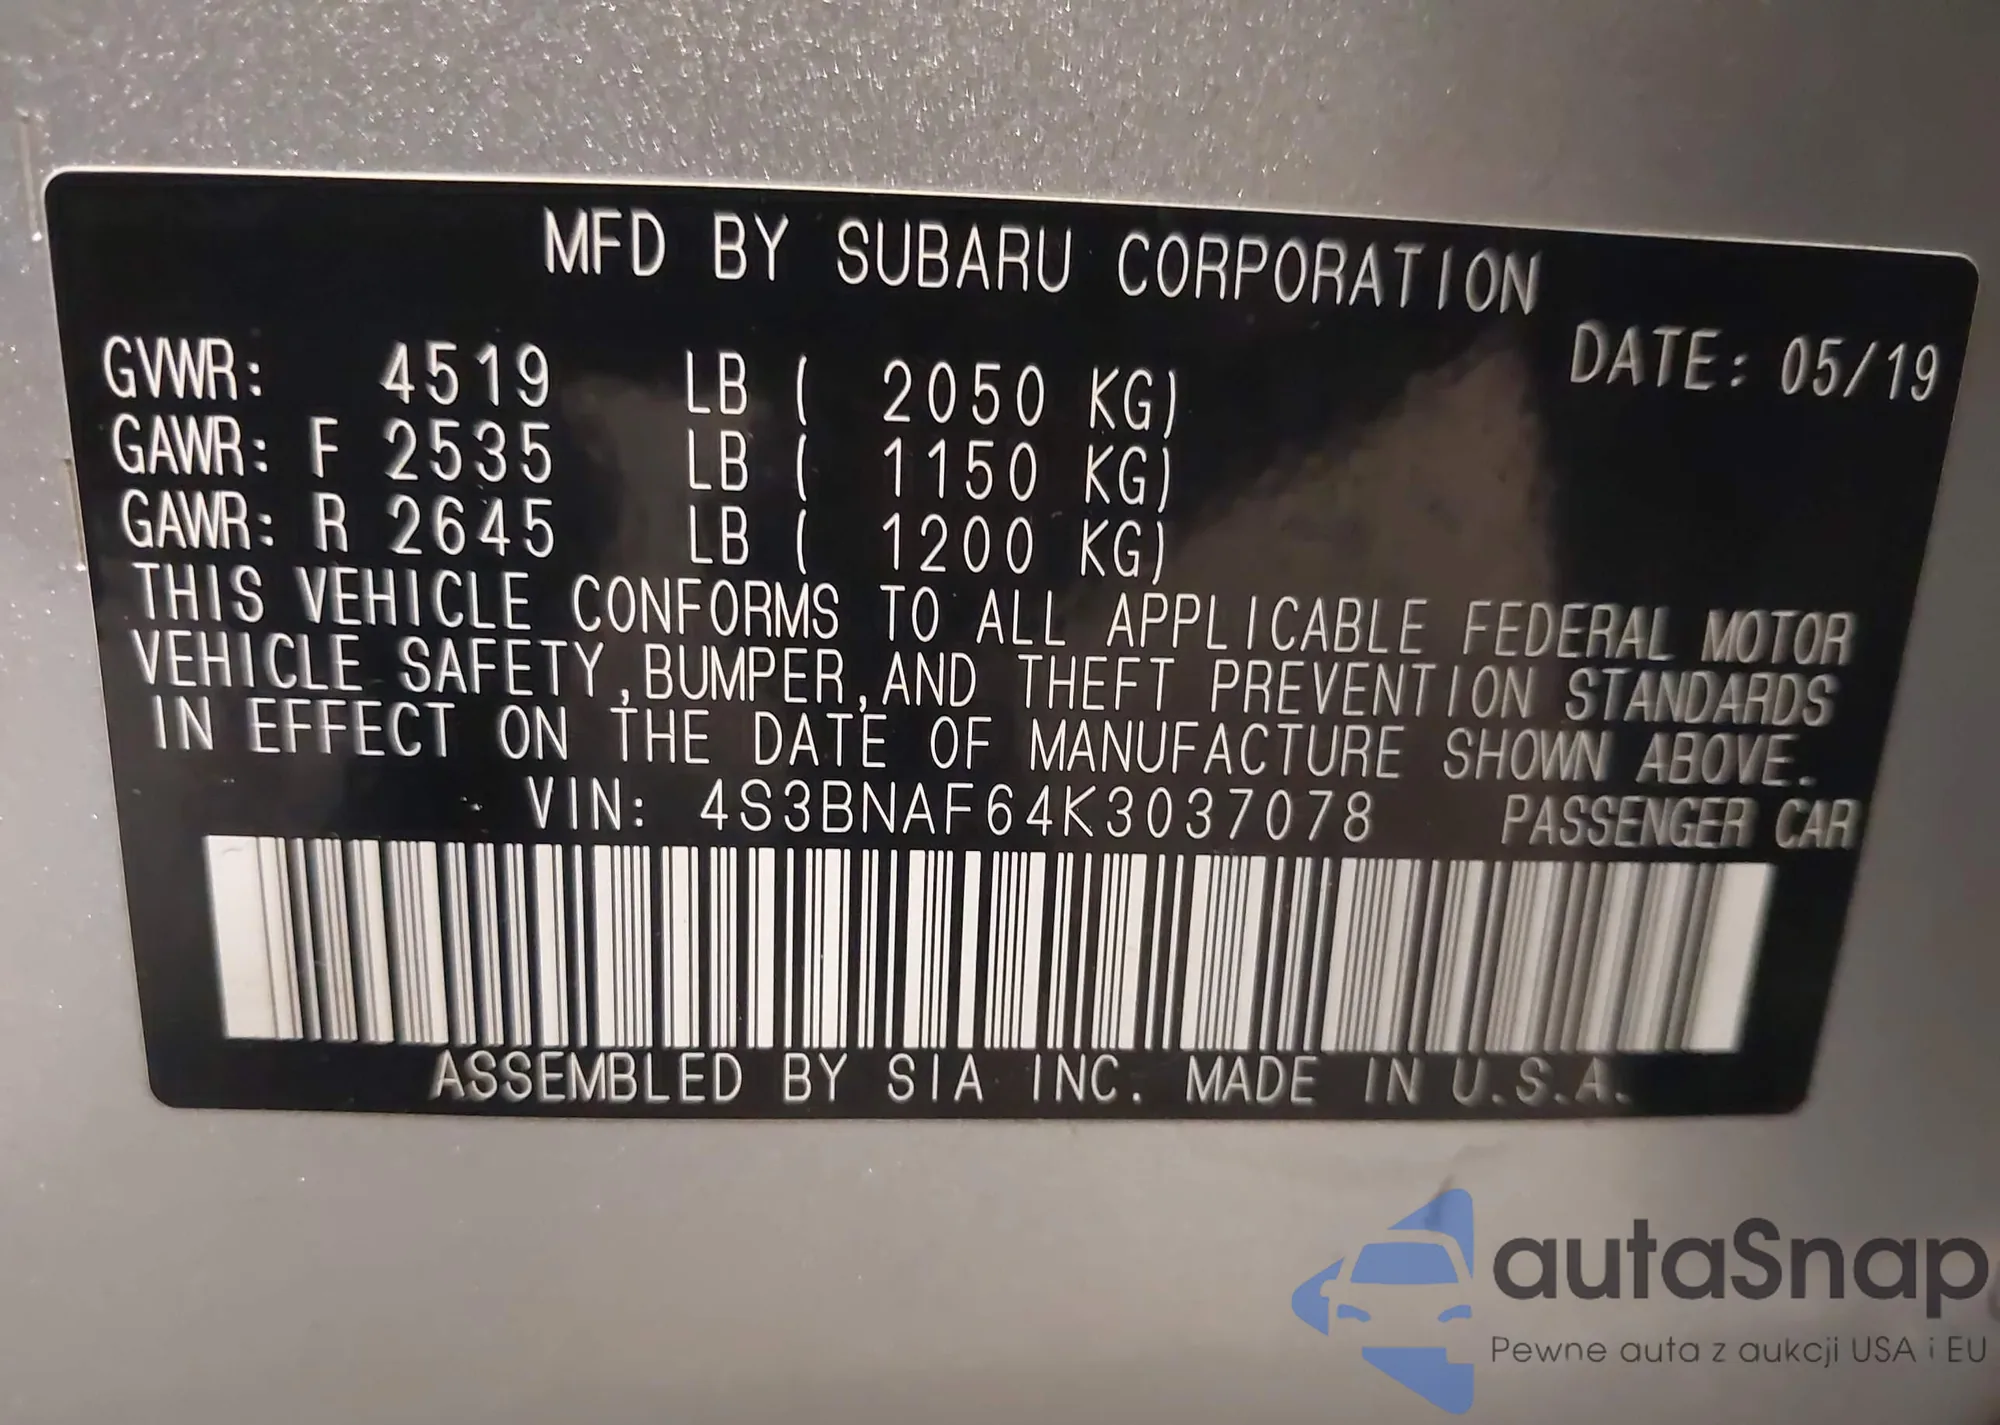 MFD BY SUBARU CORPORATION
DATE: 05/19
GVWR: 4519 LB ( 2050 KG)
GAWR: F 2535 LB ( 1150 KG)
GAWR: R 2645 LB ( 1200 KG)
THIS VEHICLE CONFORMS TO ALL APPLICABLE FEDERAL MOTOR
VEHICLE SAFETY,BUMPER,AND THEFT PREVENTION STANDARDS
IN EFFECT ON THE DATE OF MANUFACTURE SHOWN ABOVE.
VIN: 4S3BNAF64K3037078 PASSENGER CAR
ASSEMBLED BY SIA INC. MADE IN U.S.A.
autaSnap
Pewne auta z aukcji USA i EU